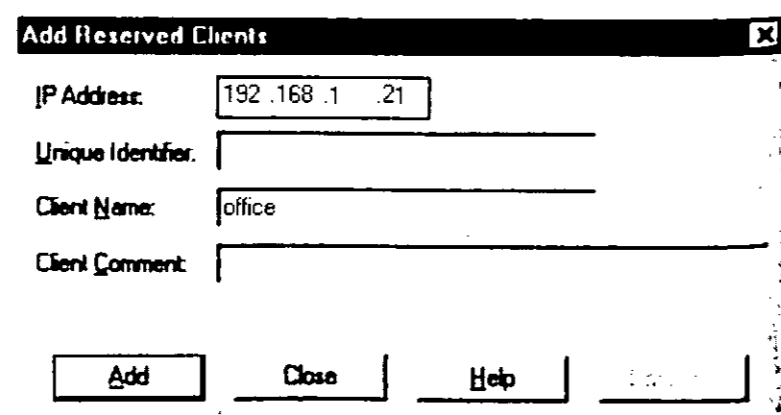 Add Reserved Clients
IP Address: 192 .168 .1 .21
Unique Identifier:
Client Name: office
Client Comment:
Add Close Help